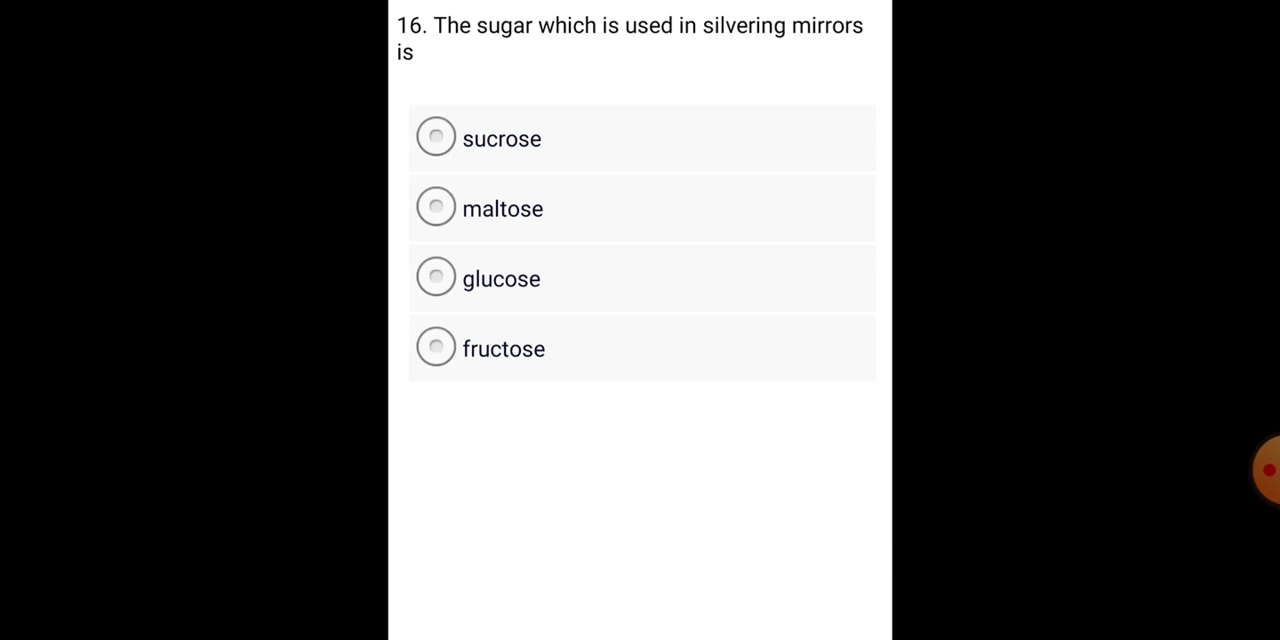 16. The sugar which is used in silvering mirrors
is
sucrose
maltose
glucose
fructose